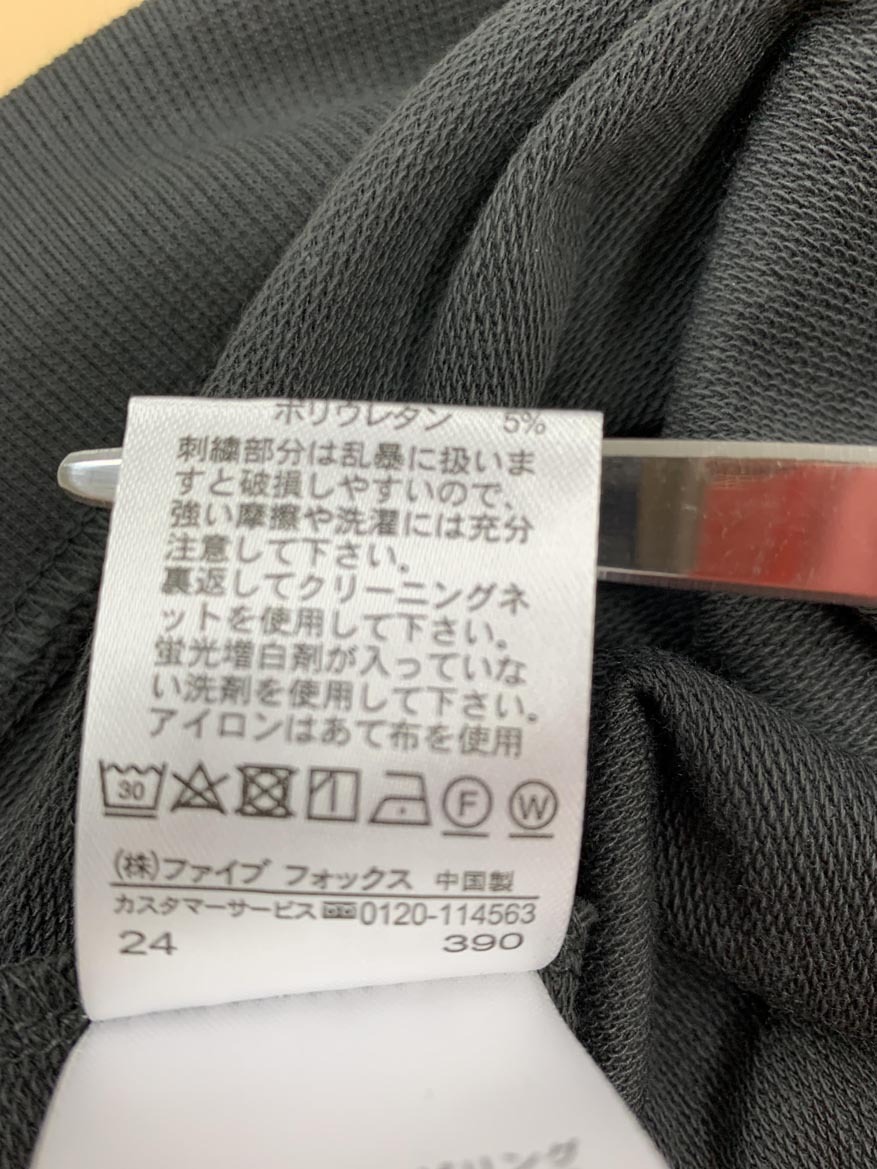 ポリウレタン 5%
刺繍部分は乱暴に扱いま
すと破損しやすいので、
強い摩擦や洗濯には充分
注意して下さい。
裏返してクリーニングネ
ットを使用して下さい。
蛍光増白剤が入っていな
い洗剤を使用して下さい。
アイロンはあて布を使用
30 F W
(株)ファイブ フォックス 中国製
カスタマーサービス 0120-114563
24 390
リング